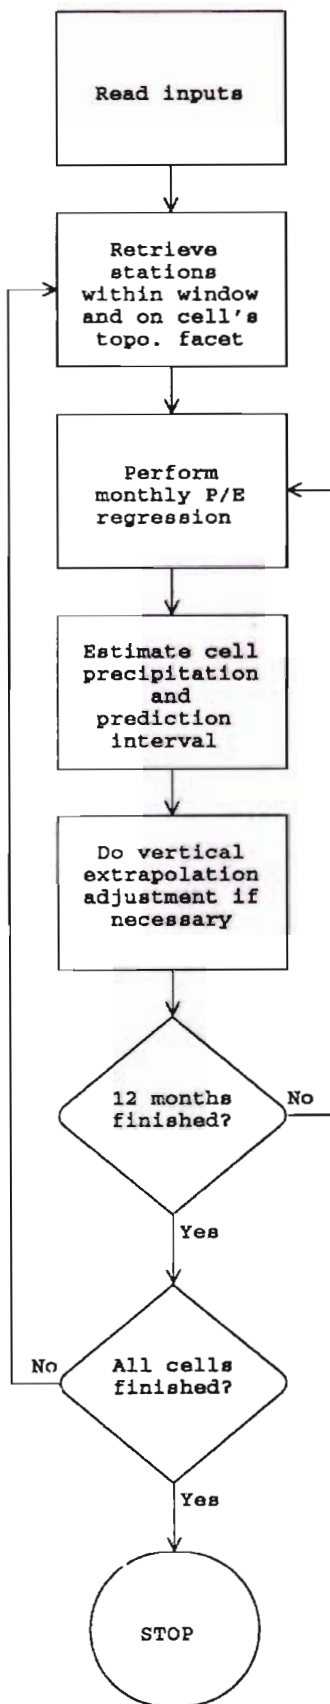 Read inputs
Retrieve
stations
within window
and on cell's
topo. facet
Perform
monthly P/E
regression
Estimate cell
precipitation
and
prediction
interval
Do vertical
extrapolation
adjustment if
necessary
12 months
finished?
No
Yes
No
All cells
finished?
Yes
STOP